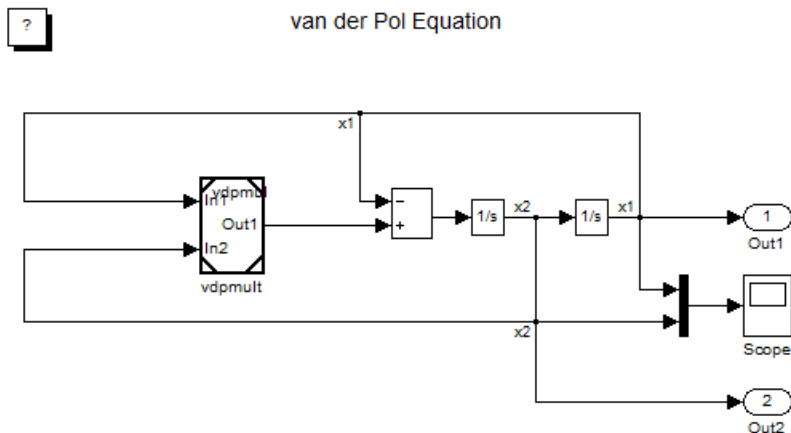 ?
van der Pol Equation
x1
vdpmul
In1
Out1
In2
vdpmult
−
+
1/s
x2
1/s
x1
1
Out1
x2
Scope
2
Out2